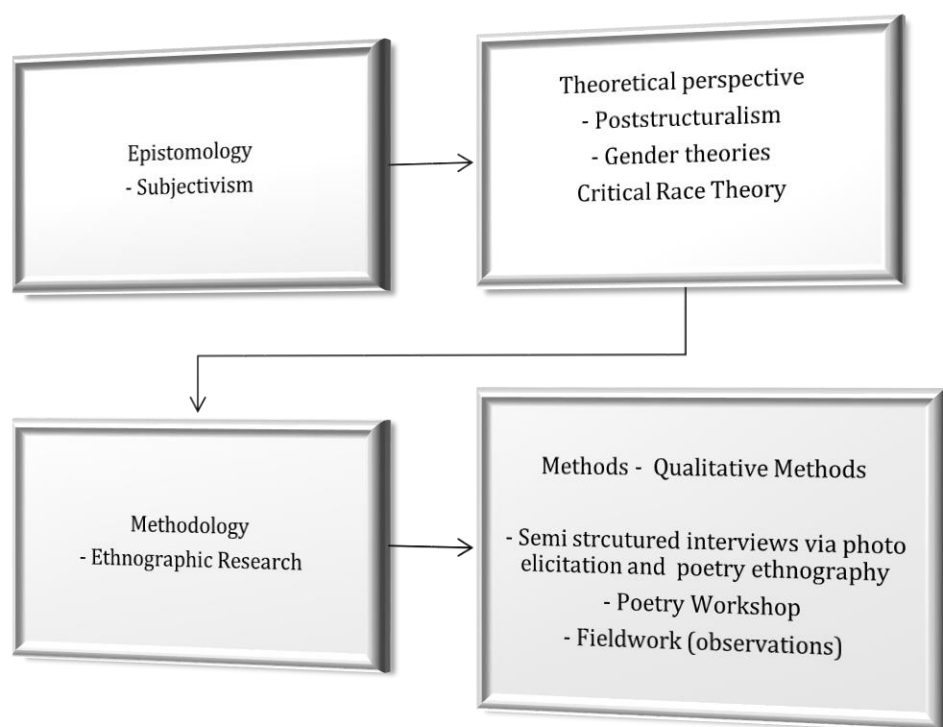 Epistomology
- Subjectivism
Theoretical perspective
- Poststructuralism
- Gender theories
Critical Race Theory
Methodology
- Ethnographic Research
Methods - Qualitative Methods
- Semi strcutured interviews via photo
elicitation and poetry ethnography
- Poetry Workshop
- Fieldwork (observations)